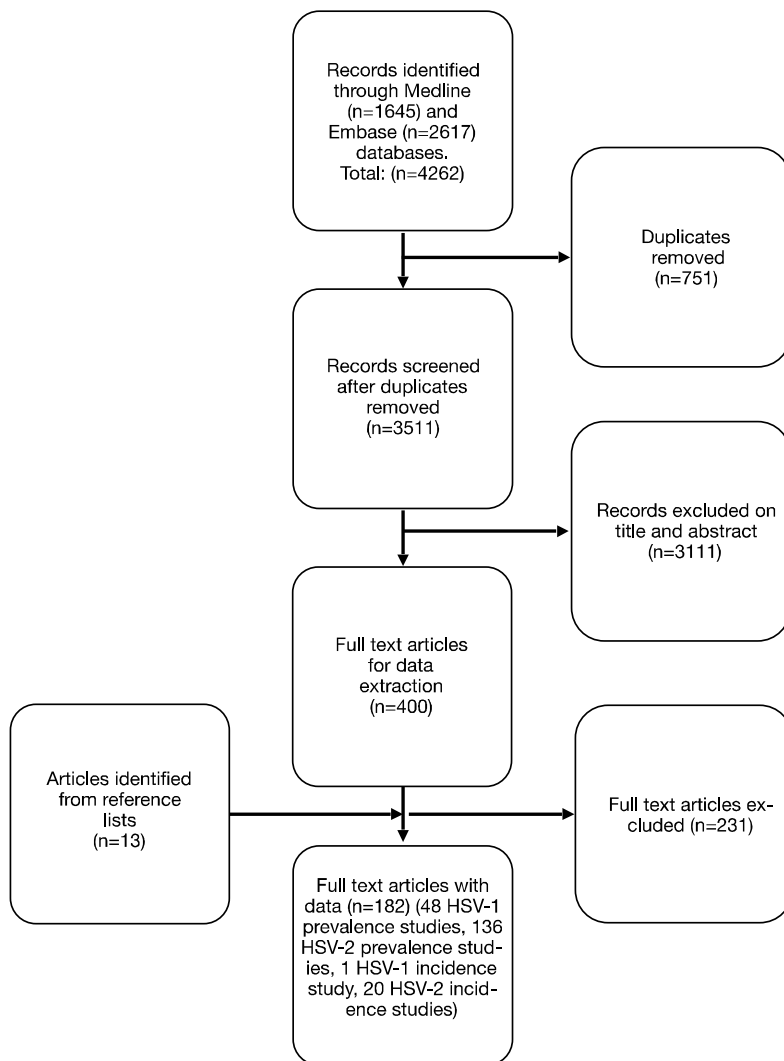 Records identified
through Medline
(n=1645) and
Embase (n=2617)
databases.
Total: (n=4262)
Duplicates
removed
(n=751)
Records screened
after duplicates
removed
(n=3511)
Records excluded on
title and abstract
(n=3111)
Full text articles
for data
extraction
(n=400)
Articles identified
from reference
lists
(n=13)
Full text articles ex-
cluded (n=231)
Full text articles with
data (n=182) (48 HSV-1
prevalence studies, 136
HSV-2 prevalence stud-
ies, 1 HSV-1 incidence
study, 20 HSV-2 incid-
ence studies)